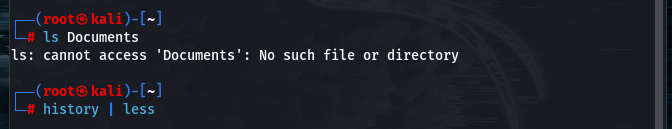 ┌──(root㉿kali)-[~]
└─# ls Documents
ls: cannot access 'Documents': No such file or directory
┌──(root㉿kali)-[~]
└─# history | less